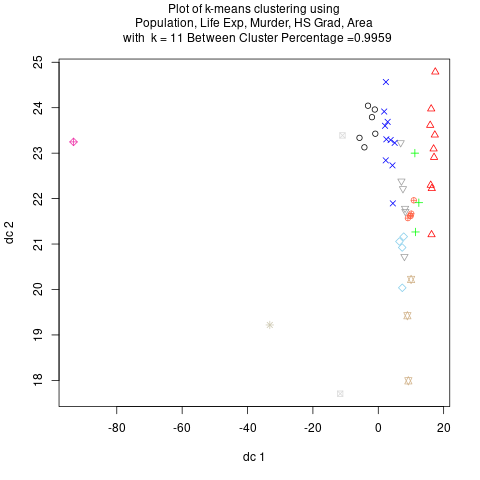 Plot of k-means clustering using
Population, Life Exp, Murder, HS Grad, Area
with k = 11 Between Cluster Percentage =0.9959
25
24
23
22
21
20
19
18
dc 2
-80 -60 -40 -20 0 20
dc 1